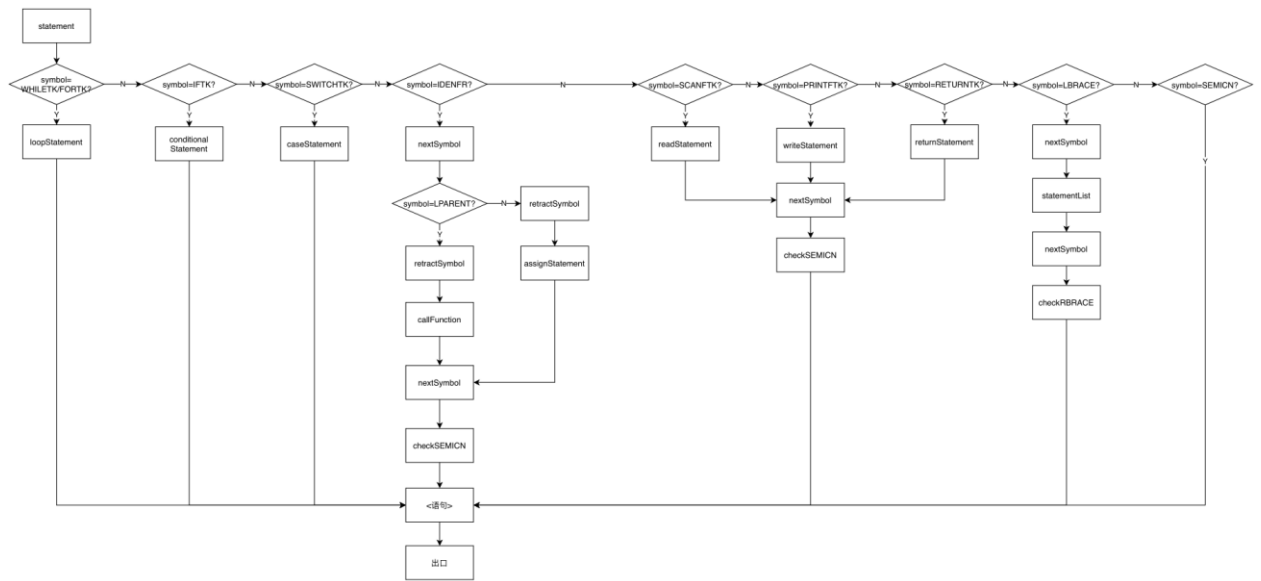 statement
symbol=
WHILETK/FORTK?
N
symbol=IFTK?
N
symbol=SWITCHTK?
N
symbol=IDENFR?
N
symbol=SCANFTK?
N
symbol=PRINTFTK?
N
symbol=RETURNTK?
N
symbol=LBRACE?
N
symbol=SEMICN?
Y
Y
Y
Y
Y
Y
Y
Y
Y
loopStatement
conditional
Statement
caseStatement
nextSymbol
readStatement
writeStatement
returnStatement
nextSymbol
symbol=LPARENT?
N
retractSymbol
nextSymbol
statementList
Y
retractSymbol
assignStatement
checkSEMICN
nextSymbol
callFunction
checkRBRACE
nextSymbol
checkSEMICN
<语句>
出口